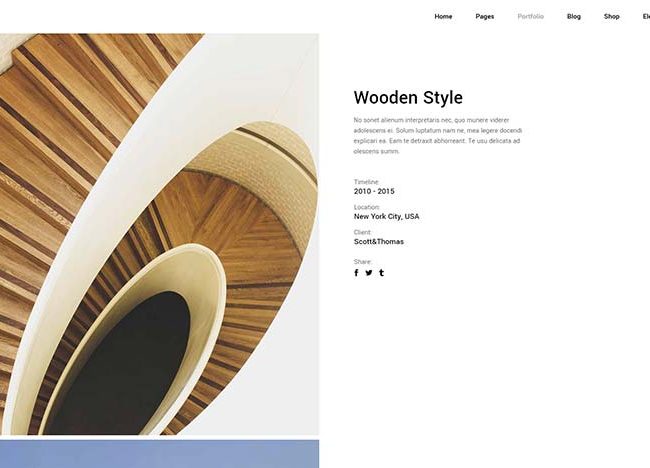 Home Pages Portfolio Blog Shop Ele
Wooden Style
No sonet alienum interpretaris nec, quo munere viderer
adolescens ei. Solum luptatum nam ne, mea legere docendi
explicari ea. Eam te detraxit abhorreant. Te usu delicata ad
olescens summ.
Timeline:
2010 - 2015
Location:
New York City, USA
Client:
Scott&Thomas
Share: